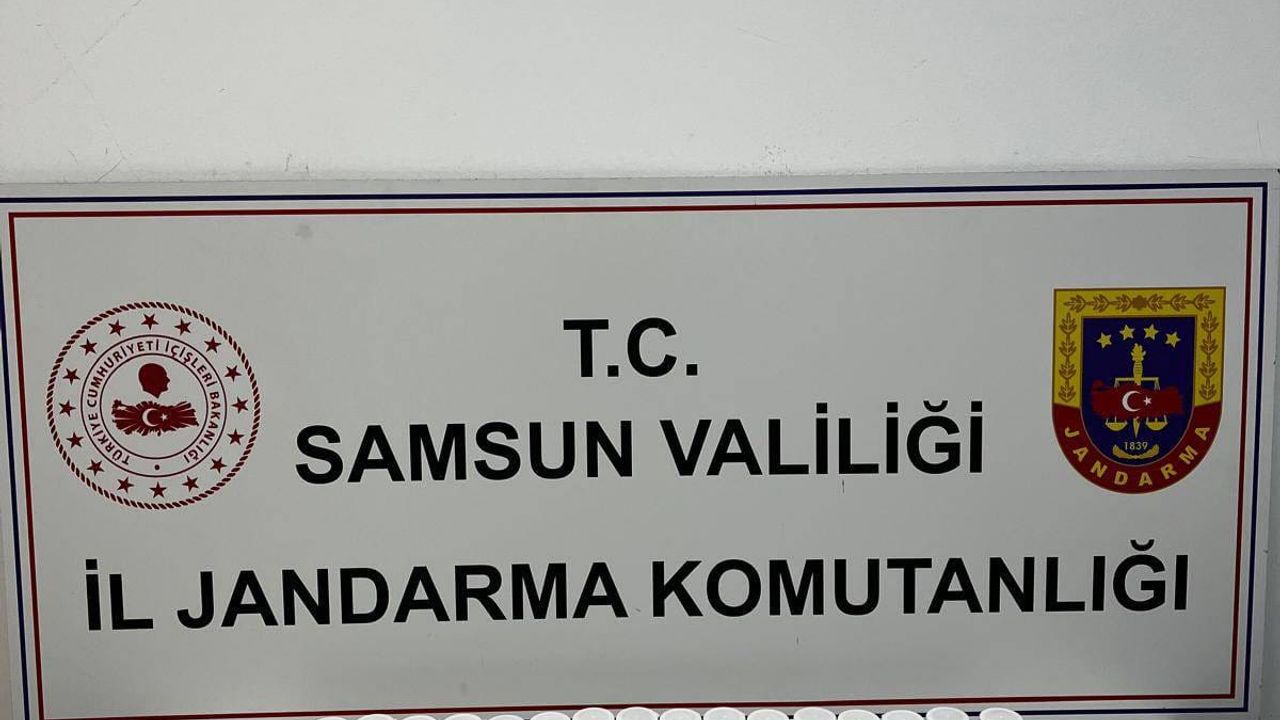 T.C.
SAMSUN VALİLİĞİ
İL JANDARMA KOMUTANLIĞI
TÜRKİYE CUMHURİYETİ İÇİŞLERİ BAKANLIĞI
1839
JANDARMA